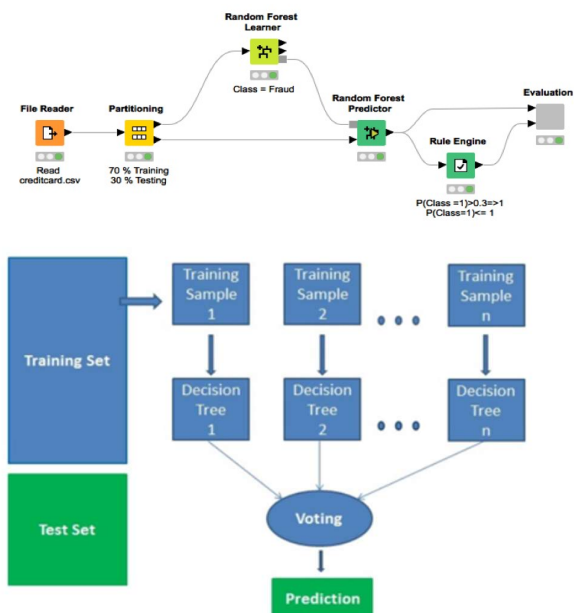 Random Forest
Learner
Class = Fraud
File Reader
Partitioning
Random Forest
Predictor
Evaluation
Rule Engine
Read
creditcard.csv
70 % Training
30 % Testing
P(Class =1)>0.3=>1
P(Class=1)<= 1
Training Set
Training
Sample
1
Training
Sample
2
Training
Sample
n
Decision
Tree
1
Decision
Tree
2
Decision
Tree
n
Test Set
Voting
Prediction